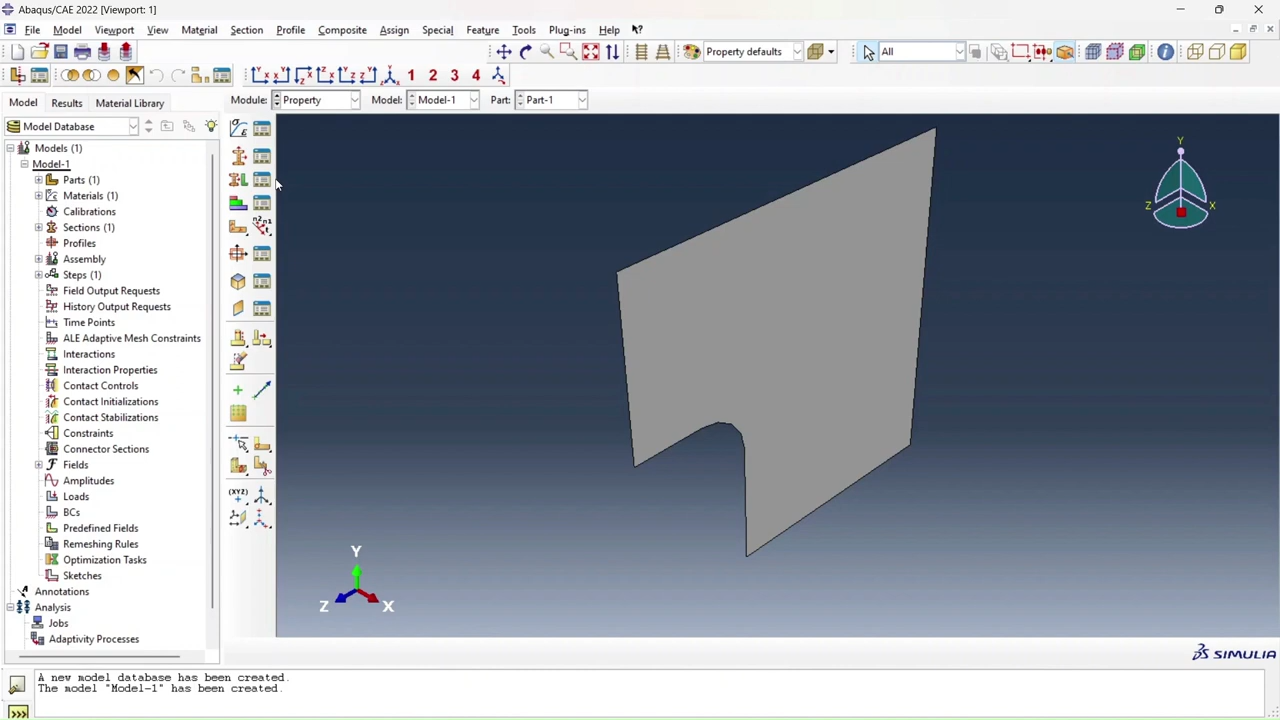 Abaqus/CAE 2022 [Viewport: 1]
File Model Viewport View Material Section Profile Composite Assign Special Feature Tools Plug-ins Help
Property defaults All
1 2 3 4
Model Results Material Library Module: Property Model: Model-1 Part: Part-1
Model Database
Models (1)
Model-1
Parts (1)
Materials (1)
Calibrations
Sections (1)
Profiles
Assembly
Steps (1)
Field Output Requests
History Output Requests
Time Points
ALE Adaptive Mesh Constraints
Interactions
Interaction Properties
Contact Controls
Contact Initializations
Contact Stabilizations
Constraints
Connector Sections
Fields
Amplitudes
Loads
BCs
Predefined Fields
Remeshing Rules
Optimization Tasks
Sketches
Annotations
Analysis
Jobs
Adaptivity Processes
(XYZ)
Y
Z X
Y
Z X
SIMULIA
A new model database has been created.
The model "Model-1" has been created.